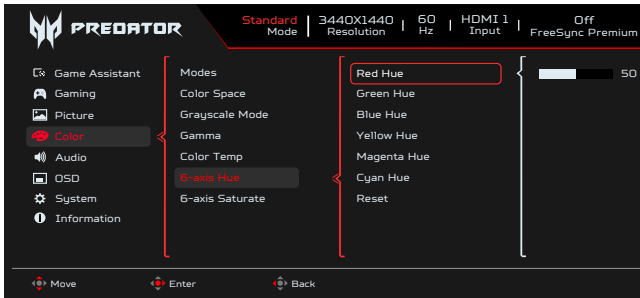 PREDATOR
Standard Mode
3440X1440 Resolution
60 Hz
HDMI 1 Input
Off FreeSync Premium
Game Assistant
Gaming
Picture
Color
Audio
OSD
System
Information
Modes
Color Space
Grayscale Mode
Gamma
Color Temp
6-axis Hue
6-axis Saturate
Red Hue
Green Hue
Blue Hue
Yellow Hue
Magenta Hue
Cyan Hue
Reset
50
Move
Enter
Back